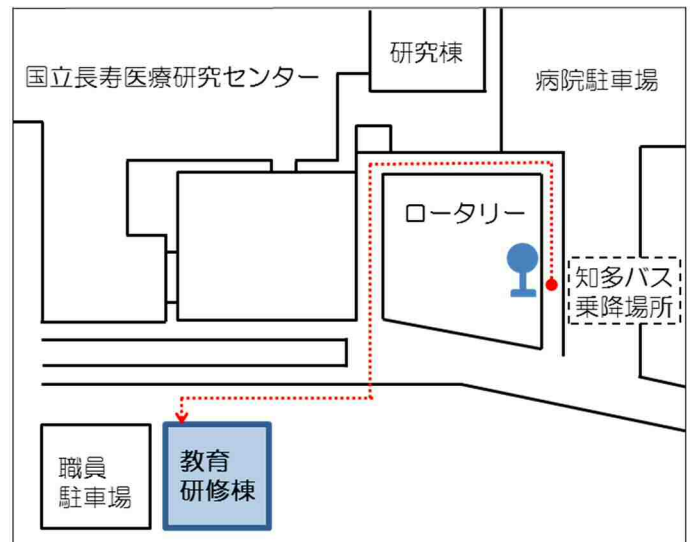 研究棟
国立長寿医療研究センター
病院駐車場
ロータリー
知多バス
乗降場所
職員
駐車場
教育
研修棟